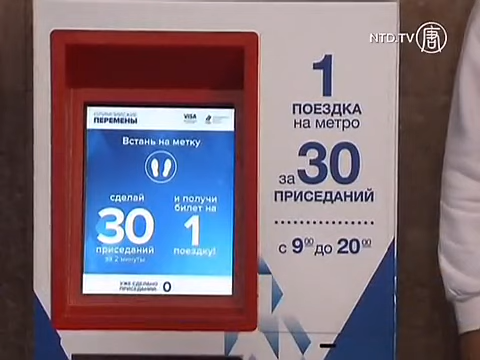 NTD.TV 唐
ОЛИМПИЙСКИЕ
ПЕРЕМЕНЫ
VISA
Встань на метку
сделай
30
приседаний
за 2 минуты
и получи
билет на
1
поездку!
УЖЕ СДЕЛАНО
ПРИСЕДАНИЙ: 0
1
ПОЕЗДКА
на метро
за 30
ПРИСЕДАНИЙ
с 9⁰⁰ до 20⁰⁰